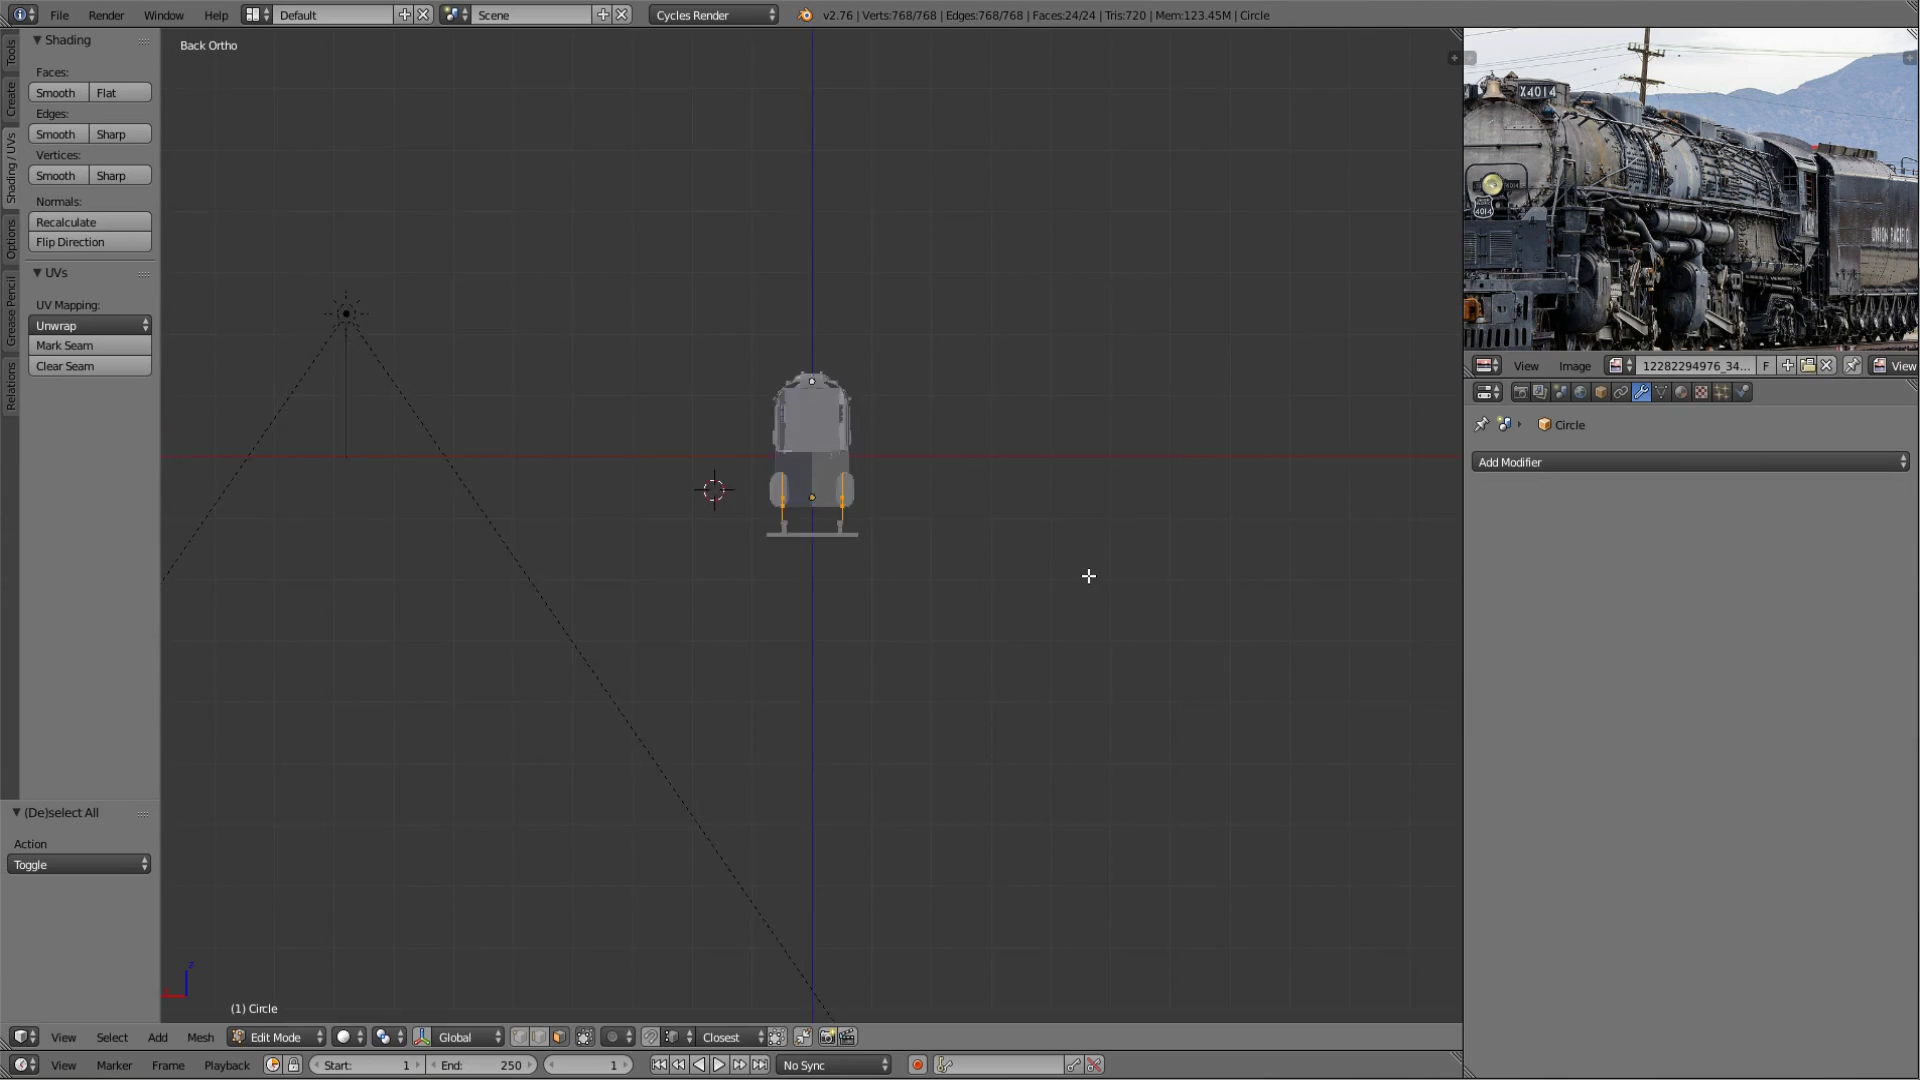 File Render Window Help Default Scene Cycles Render v2.76 | Verts:768/768 | Edges:768/768 | Faces:24/24 | Tris:720 | Mem:123.45M | Circle
Tools
Create
Shading / UVs
Options
Grease Pencil
Relations
Shading
Faces:
Smooth Flat
Edges:
Smooth Sharp
Vertices:
Smooth Sharp
Normals:
Recalculate
Flip Direction
UVs
UV Mapping:
Unwrap
Mark Seam
Clear Seam
(De)select All
Action
Toggle
Back Ortho
(1) Circle
X4014
4014
UNION PACIFIC
View Image 12282294976_34... F View
Circle
Add Modifier
View Select Add Mesh Edit Mode Global Closest
View Marker Frame Playback Start: 1 End: 250 1 No Sync